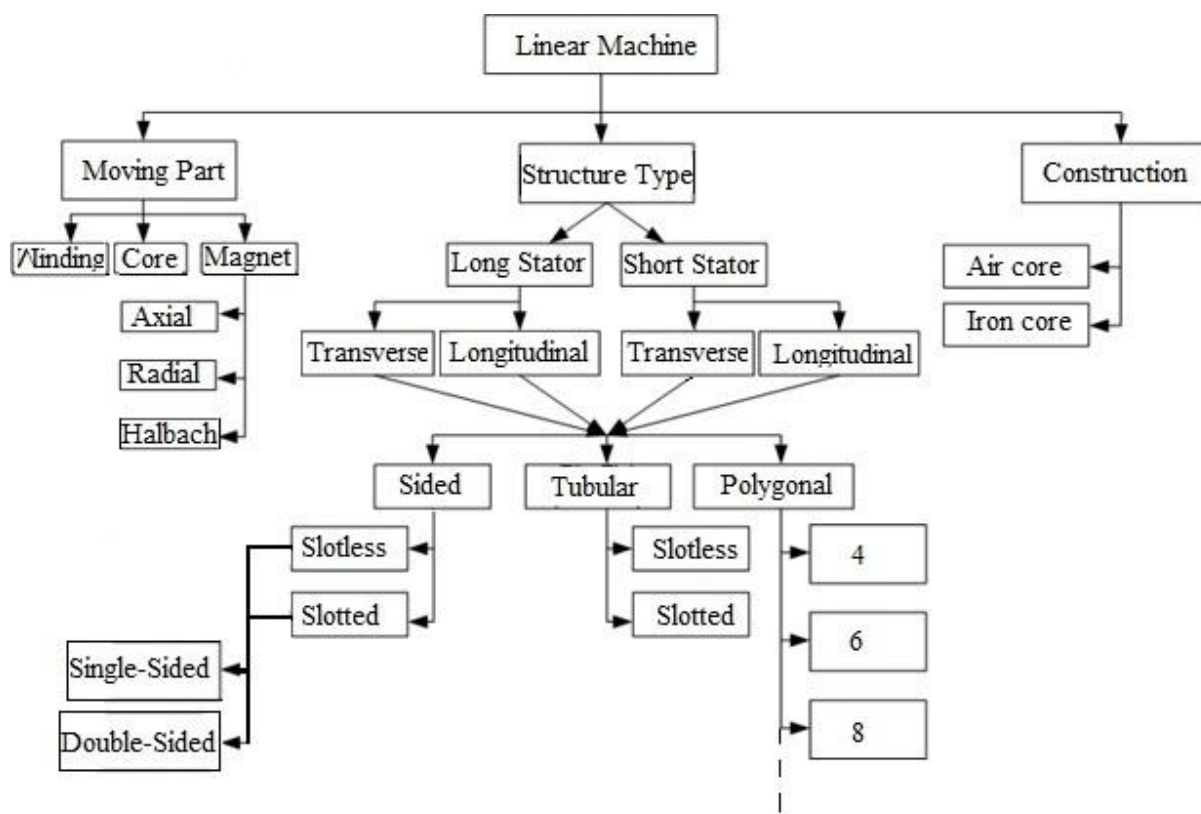 Linear Machine
Moving Part
Structure Type
Construction
Winding
Core
Magnet
Long Stator
Short Stator
Air core
Iron core
Axial
Radial
Halbach
Transverse
Longitudinal
Transverse
Longitudinal
Sided
Tubular
Polygonal
Slotless
Slotted
Slotless
Slotted
4
6
8
Single-Sided
Double-Sided